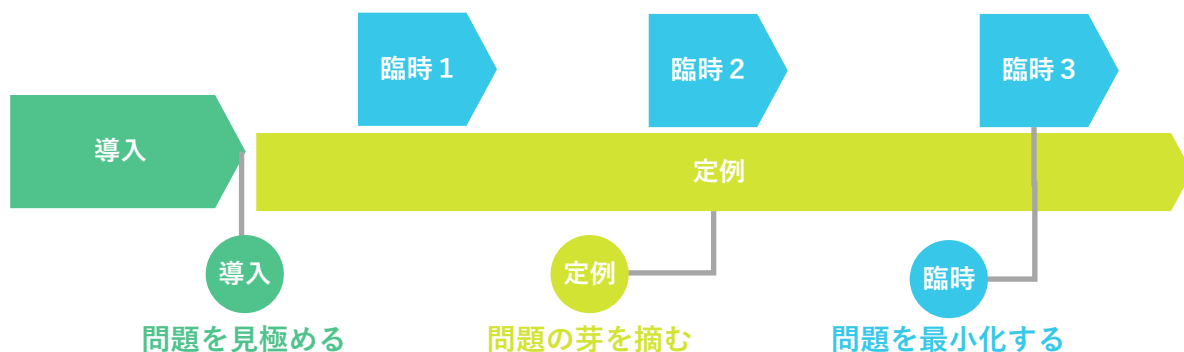 臨時１
臨時２
臨時３
導入
定例
導入
定例
臨時
問題を見極める
問題の芽を摘む
問題を最小化する